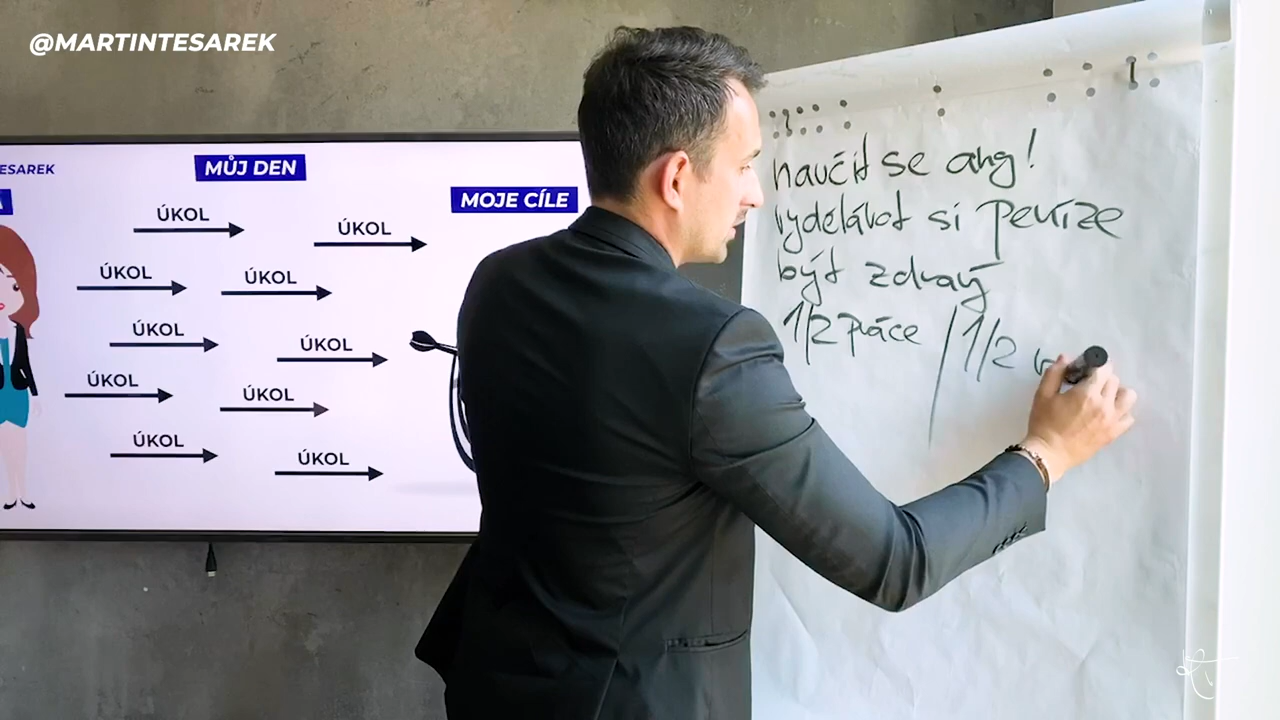 @MARTINTESAREK
ESAREK
MŮJ DEN
MOJE CÍLE
ÚKOL
ÚKOL
ÚKOL
ÚKOL
ÚKOL
ÚKOL
ÚKOL
ÚKOL
ÚKOL
ÚKOL
naučit se ang!
vydělávat si peníze
být zdravý
1/2 práce / 1/2